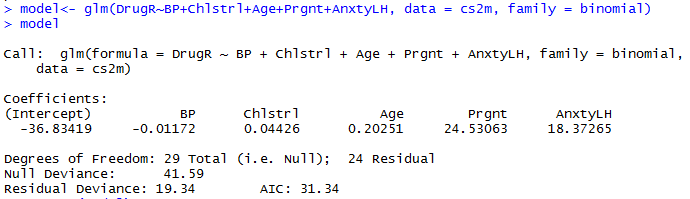 > model<- glm(DrugR~BP+Chlstrl+Age+Prgnt+AnxtyLH, data = cs2m, family = binomial)
> model
Call:  glm(formula = DrugR ~ BP + Chlstrl + Age + Prgnt + AnxtyLH, family = binomial,
    data = cs2m)
Coefficients:
(Intercept)           BP      Chlstrl          Age        Prgnt      AnxtyLH
  -36.83419     -0.01172      0.04426      0.20251     24.53063     18.37265
Degrees of Freedom: 29 Total (i.e. Null);  24 Residual
Null Deviance:      41.59
Residual Deviance: 19.34        AIC: 31.34